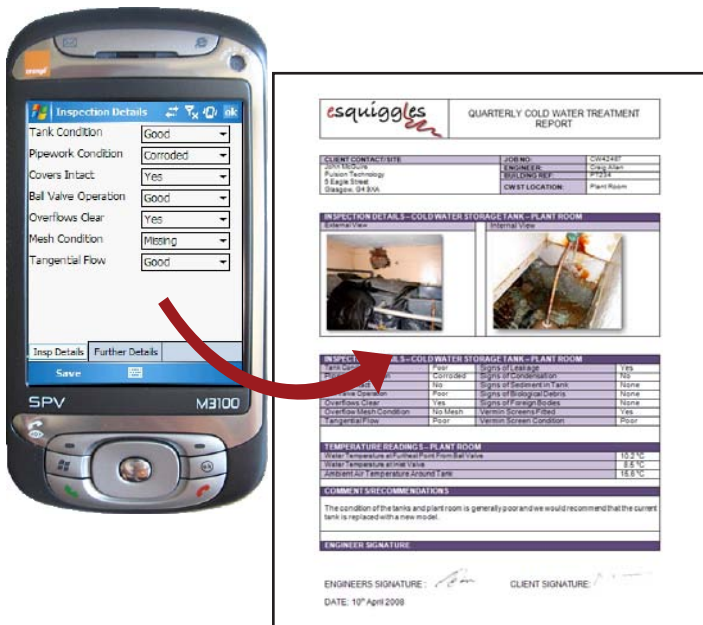 orange
Inspection Details ok
Tank Condition Good
Pipework Condition Corroded
Covers Intact Yes
Ball Valve Operation Good
Overflows Clear Yes
Mesh Condition Missing
Tangential Flow Good
Insp Details Further Details
Save
SPV M3100
esquiggles
QUARTERLY COLD WATER TREATMENT
REPORT
CLIENT CONTACT/SITE JOB NO: CW42487
John McGuire ENGINEER: Craig Allan
Fusion Technology BUILDING REF: PT234
5 Eagle Street CWST LOCATION: Plant Room
Glasgow, G4 9XA
INSPECTION DETAILS – COLD WATER STORAGE TANK – PLANT ROOM
External View Internal View
INSPECT LS – COLD WATER STORAGE TANK – PLANT ROOM
Tank Poor Signs of Leakage Yes
Corroded Signs of Condensation No
No Signs of Sediment in Tank None
Operation Poor Signs of Biological Debris None
Overflows Clear Yes Signs of Foreign Bodies None
Overflow Mesh Condition No Mesh Vermin Screens Fitted Yes
Tangential Flow Poor Vermin Screen Condition Poor
TEMPERATURE READINGS – PLANT ROOM
Water Temperature at Furthest Point From Ball Valve 10.2 °C
Water Temperature at Inlet Valve 8.5 °C
Ambient Air Temperature Around Tank 15.6 °C
COMMENTS/RECOMMENDATIONS
The condition of the tanks and plant room is generally poor and we would recommend that the current
tank is replaced with a new model.
ENGINEER SIGNATURE
ENGINEERS SIGNATURE: CLIENT SIGNATURE:
DATE: 10th April 2008